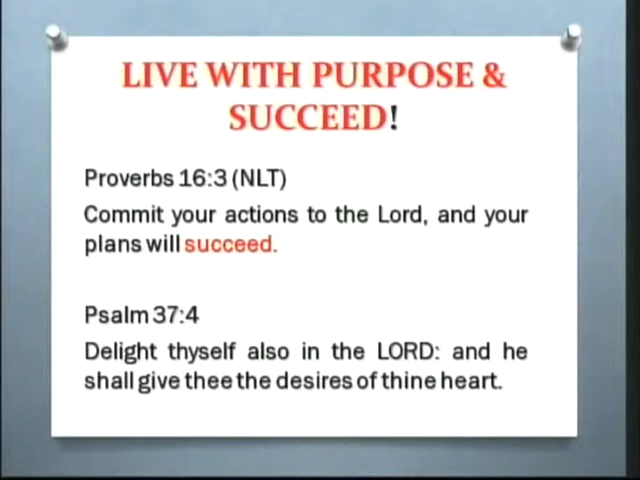 LIVE WITH PURPOSE &
SUCCEED!
Proverbs 16:3 (NLT)
Commit your actions to the Lord, and your
plans will succeed.
Psalm 37:4
Delight thyself also in the LORD: and he
shall give thee the desires of thine heart.